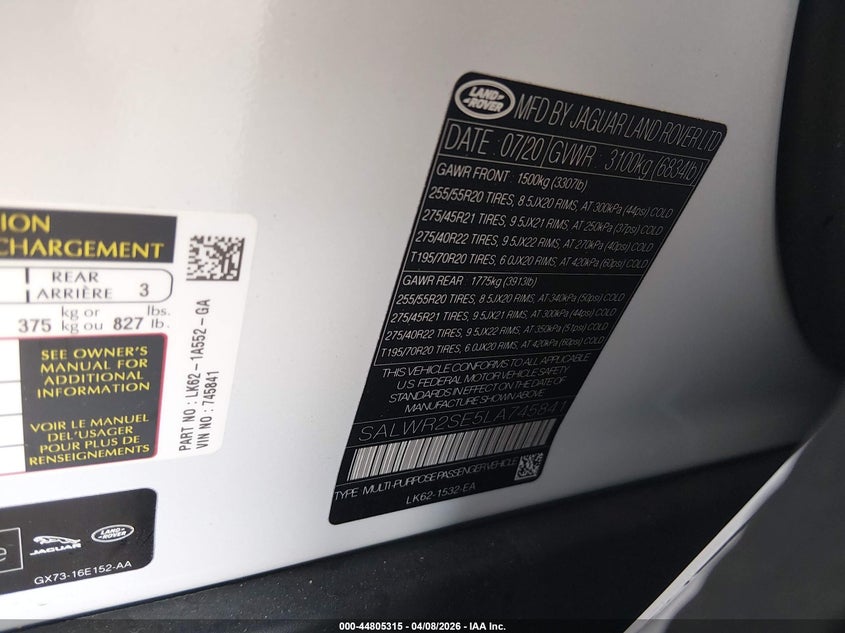 ION
CHARGEMENT
REAR
ARRIÈRE 3
kg or lbs.
375 kg ou 827 lb.
SEE OWNER'S
MANUAL FOR
ADDITIONAL
INFORMATION
VOIR LE MANUEL
DEL'USAGER
POUR PLUS DE
RENSEIGNEMENTS
PART NO : LK62-1A552-GA
VIN NO : 745841
e
JAGUAR
LAND ROVER
GX73-16E152-AA
LAND ROVER
MFD BY JAGUAR LAND ROVER LTD
DATE : 07/20 GVWR : 3100kg (6834lb)
GAWR FRONT : 1500kg (3307lb)
255/55R20 TIRES, 8.5JX20 RIMS, AT 300kPa (44psi) COLD
275/45R21 TIRES, 9.5JX21 RIMS, AT 250kPa (37psi) COLD
275/40R22 TIRES, 9.5JX22 RIMS, AT 270kPa (40psi) COLD
T195/70R20 TIRES, 6.0JX20 RIMS, AT 420kPa (60psi) COLD
GAWR REAR : 1775kg (3913lb)
255/55R20 TIRES, 8.5JX20 RIMS, AT 340kPa (50psi) COLD
275/45R21 TIRES, 9.5JX21 RIMS, AT 300kPa (44psi) COLD
275/40R22 TIRES, 9.5JX22 RIMS, AT 350kPa (51psi) COLD
T195/70R20 TIRES, 6.0JX20 RIMS, AT 420kPa (60psi) COLD
THIS VEHICLE CONFORMS TO ALL APPLICABLE
U.S. FEDERAL MOTOR VEHICLE SAFETY
STANDARDS IN EFFECT ON THE DATE OF
MANUFACTURE SHOWN ABOVE
SALWR2SE5LA745841
TYPE MULTI-PURPOSE PASSENGER VEHICLE
LK62-1532-EA
000-44805315 - 04/08/2026 - IAA Inc.